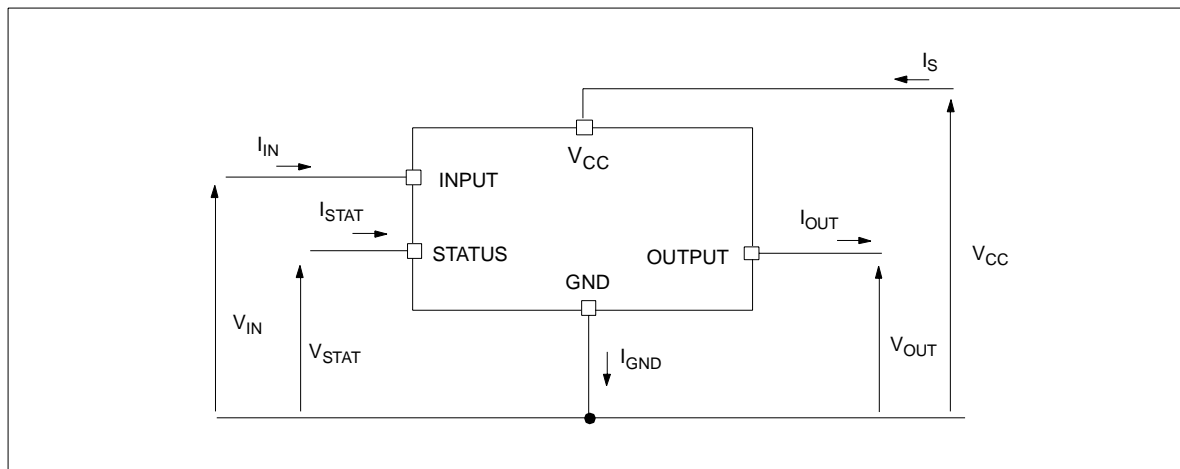 I_S
V_CC
I_IN
INPUT
I_STAT
STATUS
I_OUT
OUTPUT
V_CC
GND
V_IN
V_STAT
I_GND
V_OUT